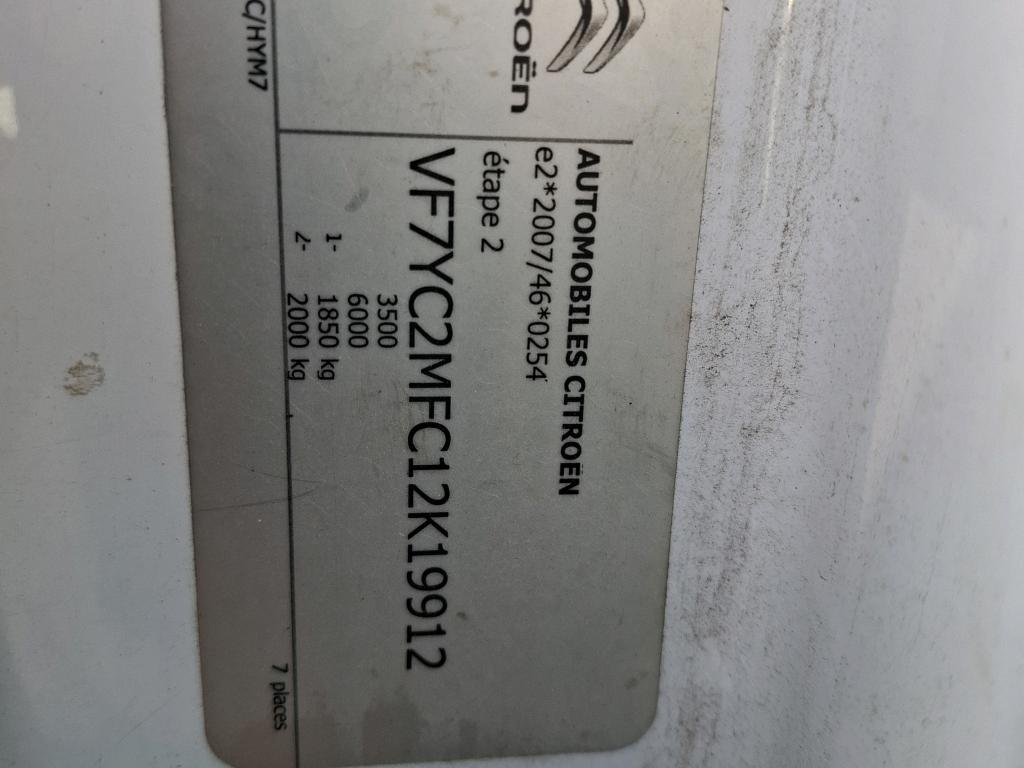 ROËN
AUTOMOBILES CITROËN
e2*2007/46*0254
étape 2
VF7YC2MFC12K19912
3500
6000
1- 1850 kg
2- 2000 kg
C/HYM7
7 places